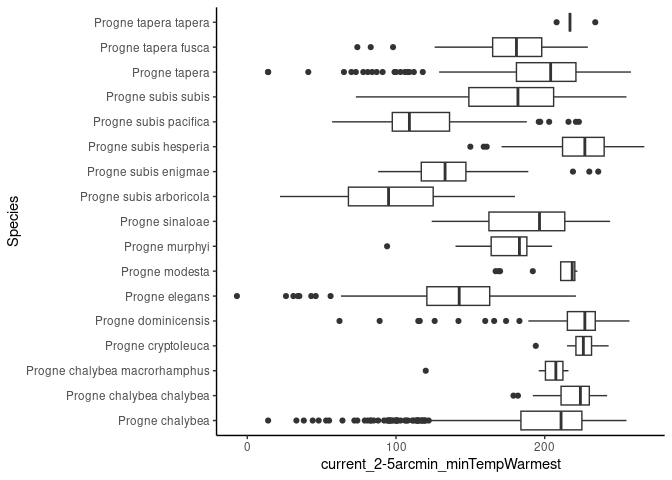 Species
Progne tapera tapera
Progne tapera fusca
Progne tapera
Progne subis subis
Progne subis pacifica
Progne subis hesperia
Progne subis enigmae
Progne subis arboricola
Progne sinaloae
Progne murphyi
Progne modesta
Progne elegans
Progne dominicensis
Progne cryptoleuca
Progne chalybea macrorhamphus
Progne chalybea chalybea
Progne chalybea
0 100 200
current_2-5arcmin_minTempWarmest